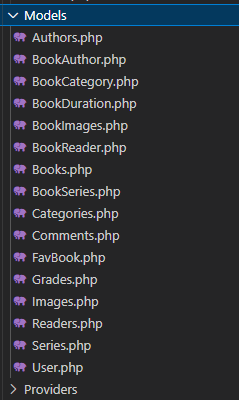 Models
Authors.php
BookAuthor.php
BookCategory.php
BookDuration.php
BookImages.php
BookReader.php
Books.php
BookSeries.php
Categories.php
Comments.php
FavBook.php
Grades.php
Images.php
Readers.php
Series.php
User.php
Providers